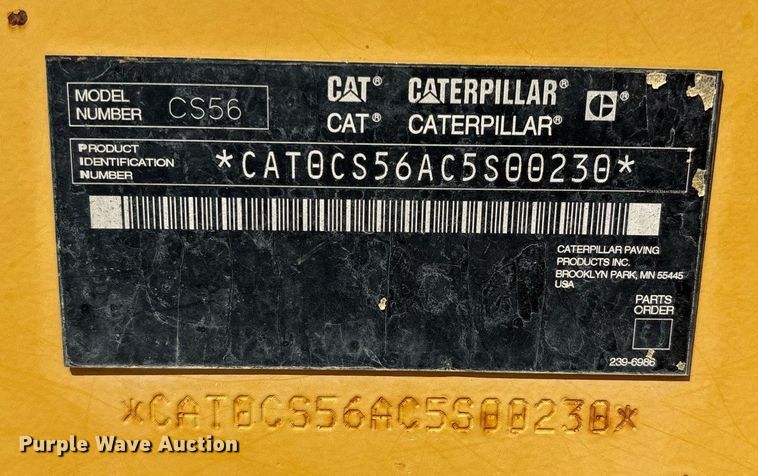 MODEL
NUMBER
CS56
CAT® CATERPILLAR®
CAT® CATERPILLAR®
®
PRODUCT
IDENTIFICATION
NUMBER
*CAT0CS56AC5S00230*
CATERPILLAR PAVING
PRODUCTS INC.
BROOKLYN PARK, MN 55445
USA
PARTS
ORDER
239-6986
*CAT0CS56AC5S00230*
Purple Wave Auction